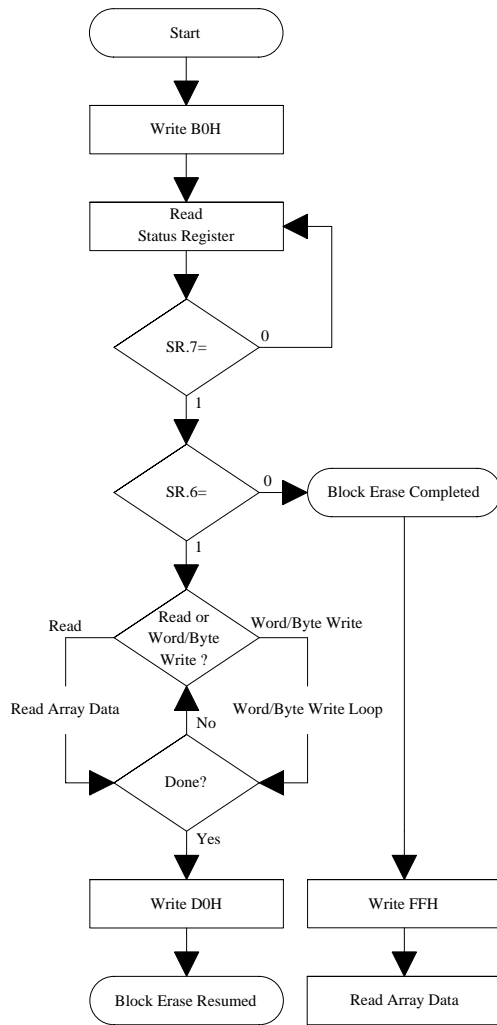 Start
Write B0H
Read
Status Register
SR.7=
0
1
SR.6=
0
Block Erase Completed
1
Read
Read or
Word/Byte
Write ?
Word/Byte Write
Read Array Data
No
Word/Byte Write Loop
Done?
Yes
Write D0H
Write FFH
Block Erase Resumed
Read Array Data